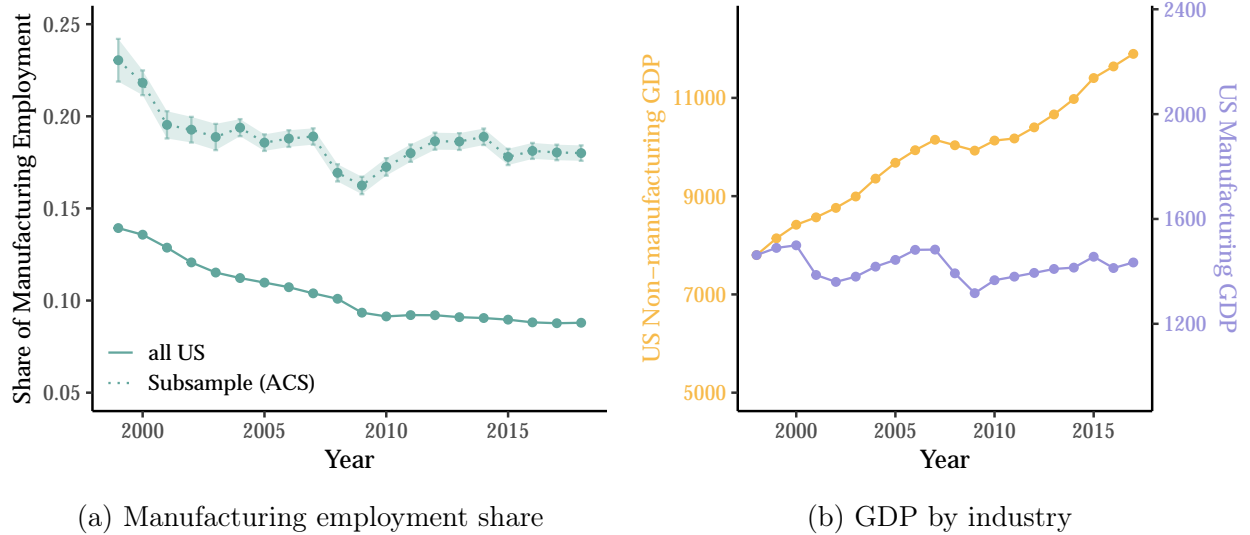 Share of Manufacturing Employment
0.25
0.20
0.15
0.10
0.05
all US
Subsample (ACS)
2000 2005 2010 2015
Year
(a) Manufacturing employment share
US Non−manufacturing GDP
11000
9000
7000
5000
2400
2000
1600
1200
US Manufacturing GDP
2000 2005 2010 2015
Year
(b) GDP by industry